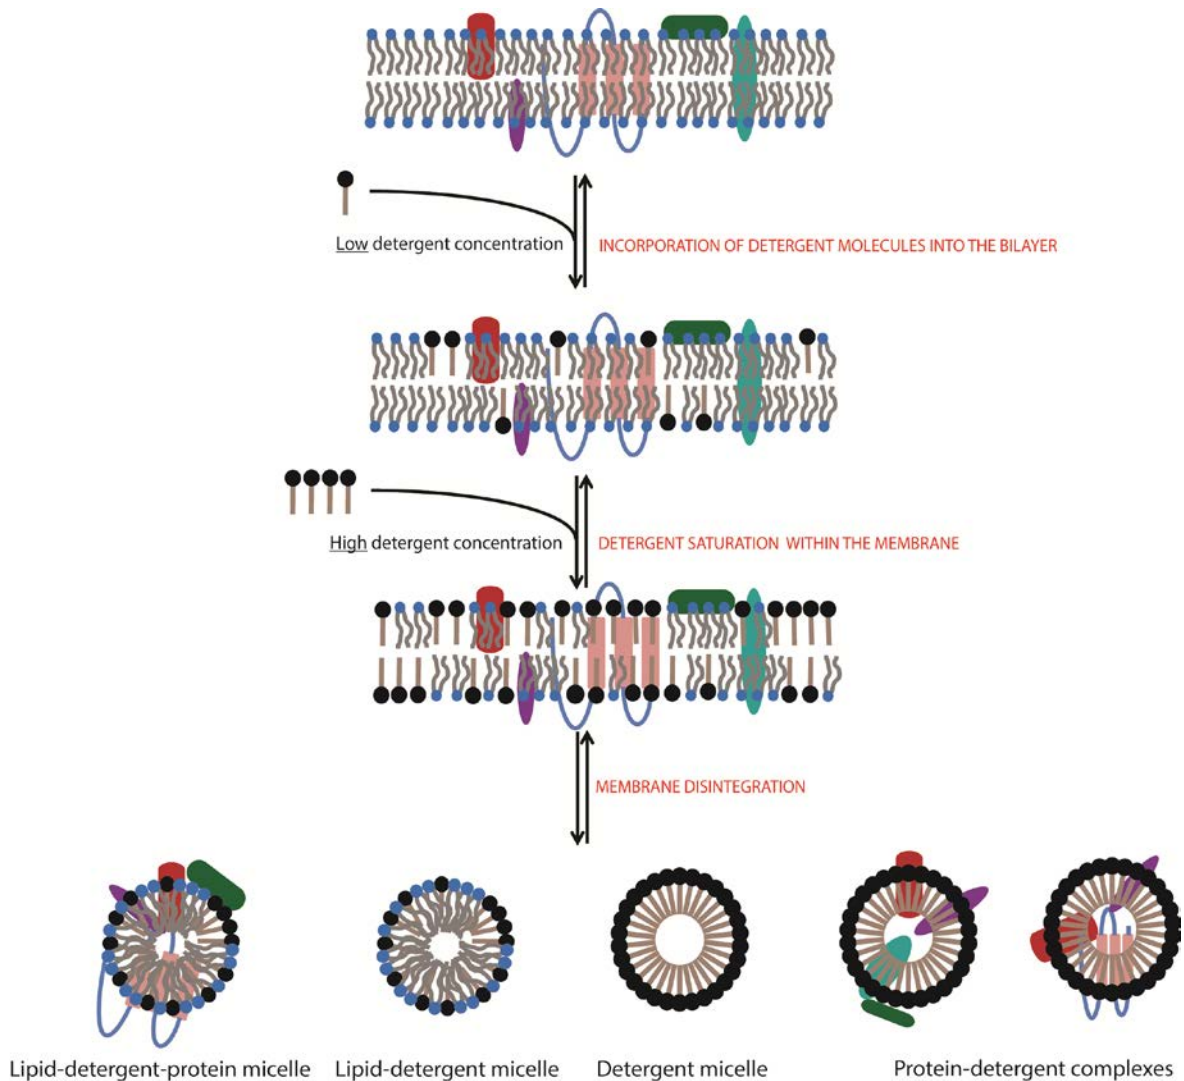 Low detergent concentration
INCORPORATION OF DETERGENT MOLECULES INTO THE BILAYER
High detergent concentration
DETERGENT SATURATION WITHIN THE MEMBRANE
MEMBRANE DISINTEGRATION
Lipid-detergent-protein micelle
Lipid-detergent micelle
Detergent micelle
Protein-detergent complexes